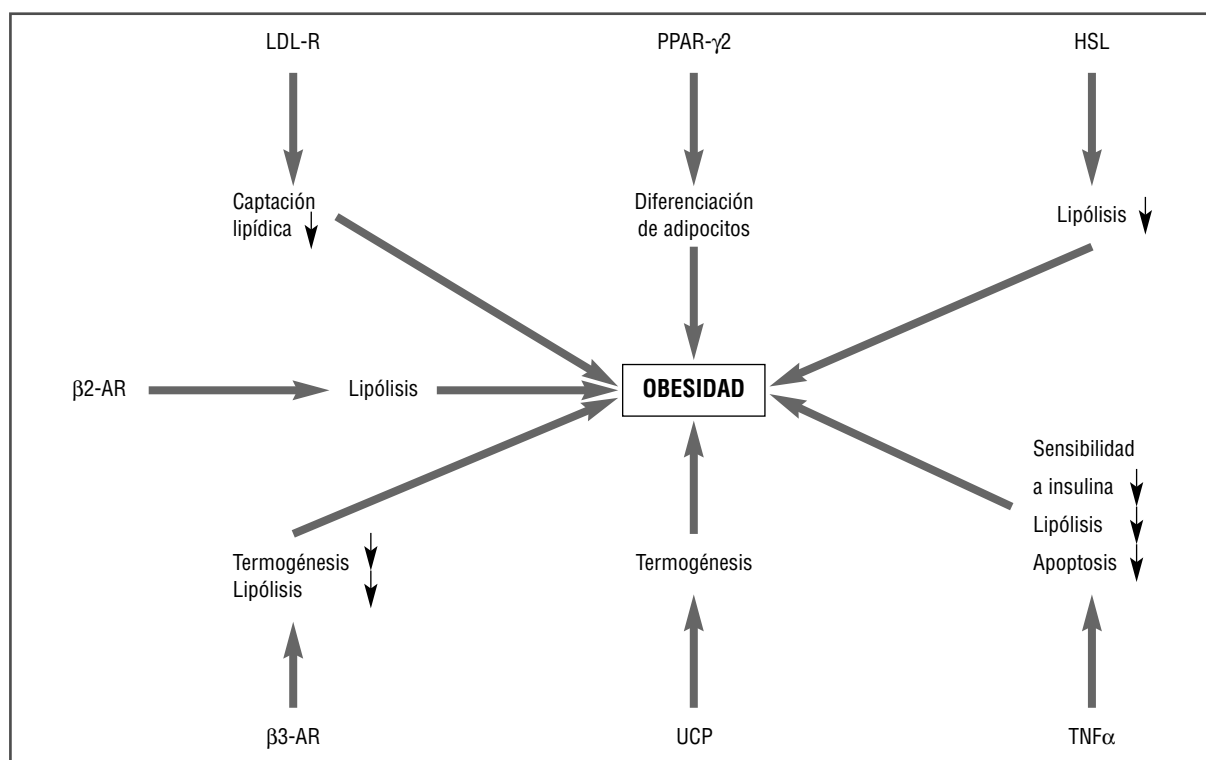 LDL-R
PPAR-γ2
HSL
Captación
lipídica
Diferenciación
de adipocitos
Lipólisis
β2-AR
Lipólisis
OBESIDAD
Sensibilidad
a insulina
Lipólisis
Apoptosis
Termogénesis
Lipólisis
Termogénesis
β3-AR
UCP
TNFα